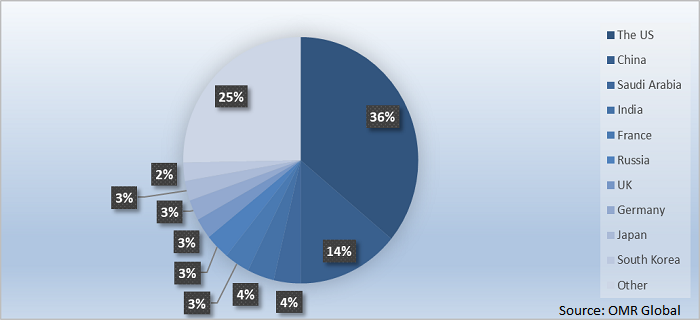 36%
14%
4%
4%
3%
3%
3%
3%
3%
2%
25%
The US
China
Saudi Arabia
India
France
Russia
UK
Germany
Japan
South Korea
Other
Source: OMR Global